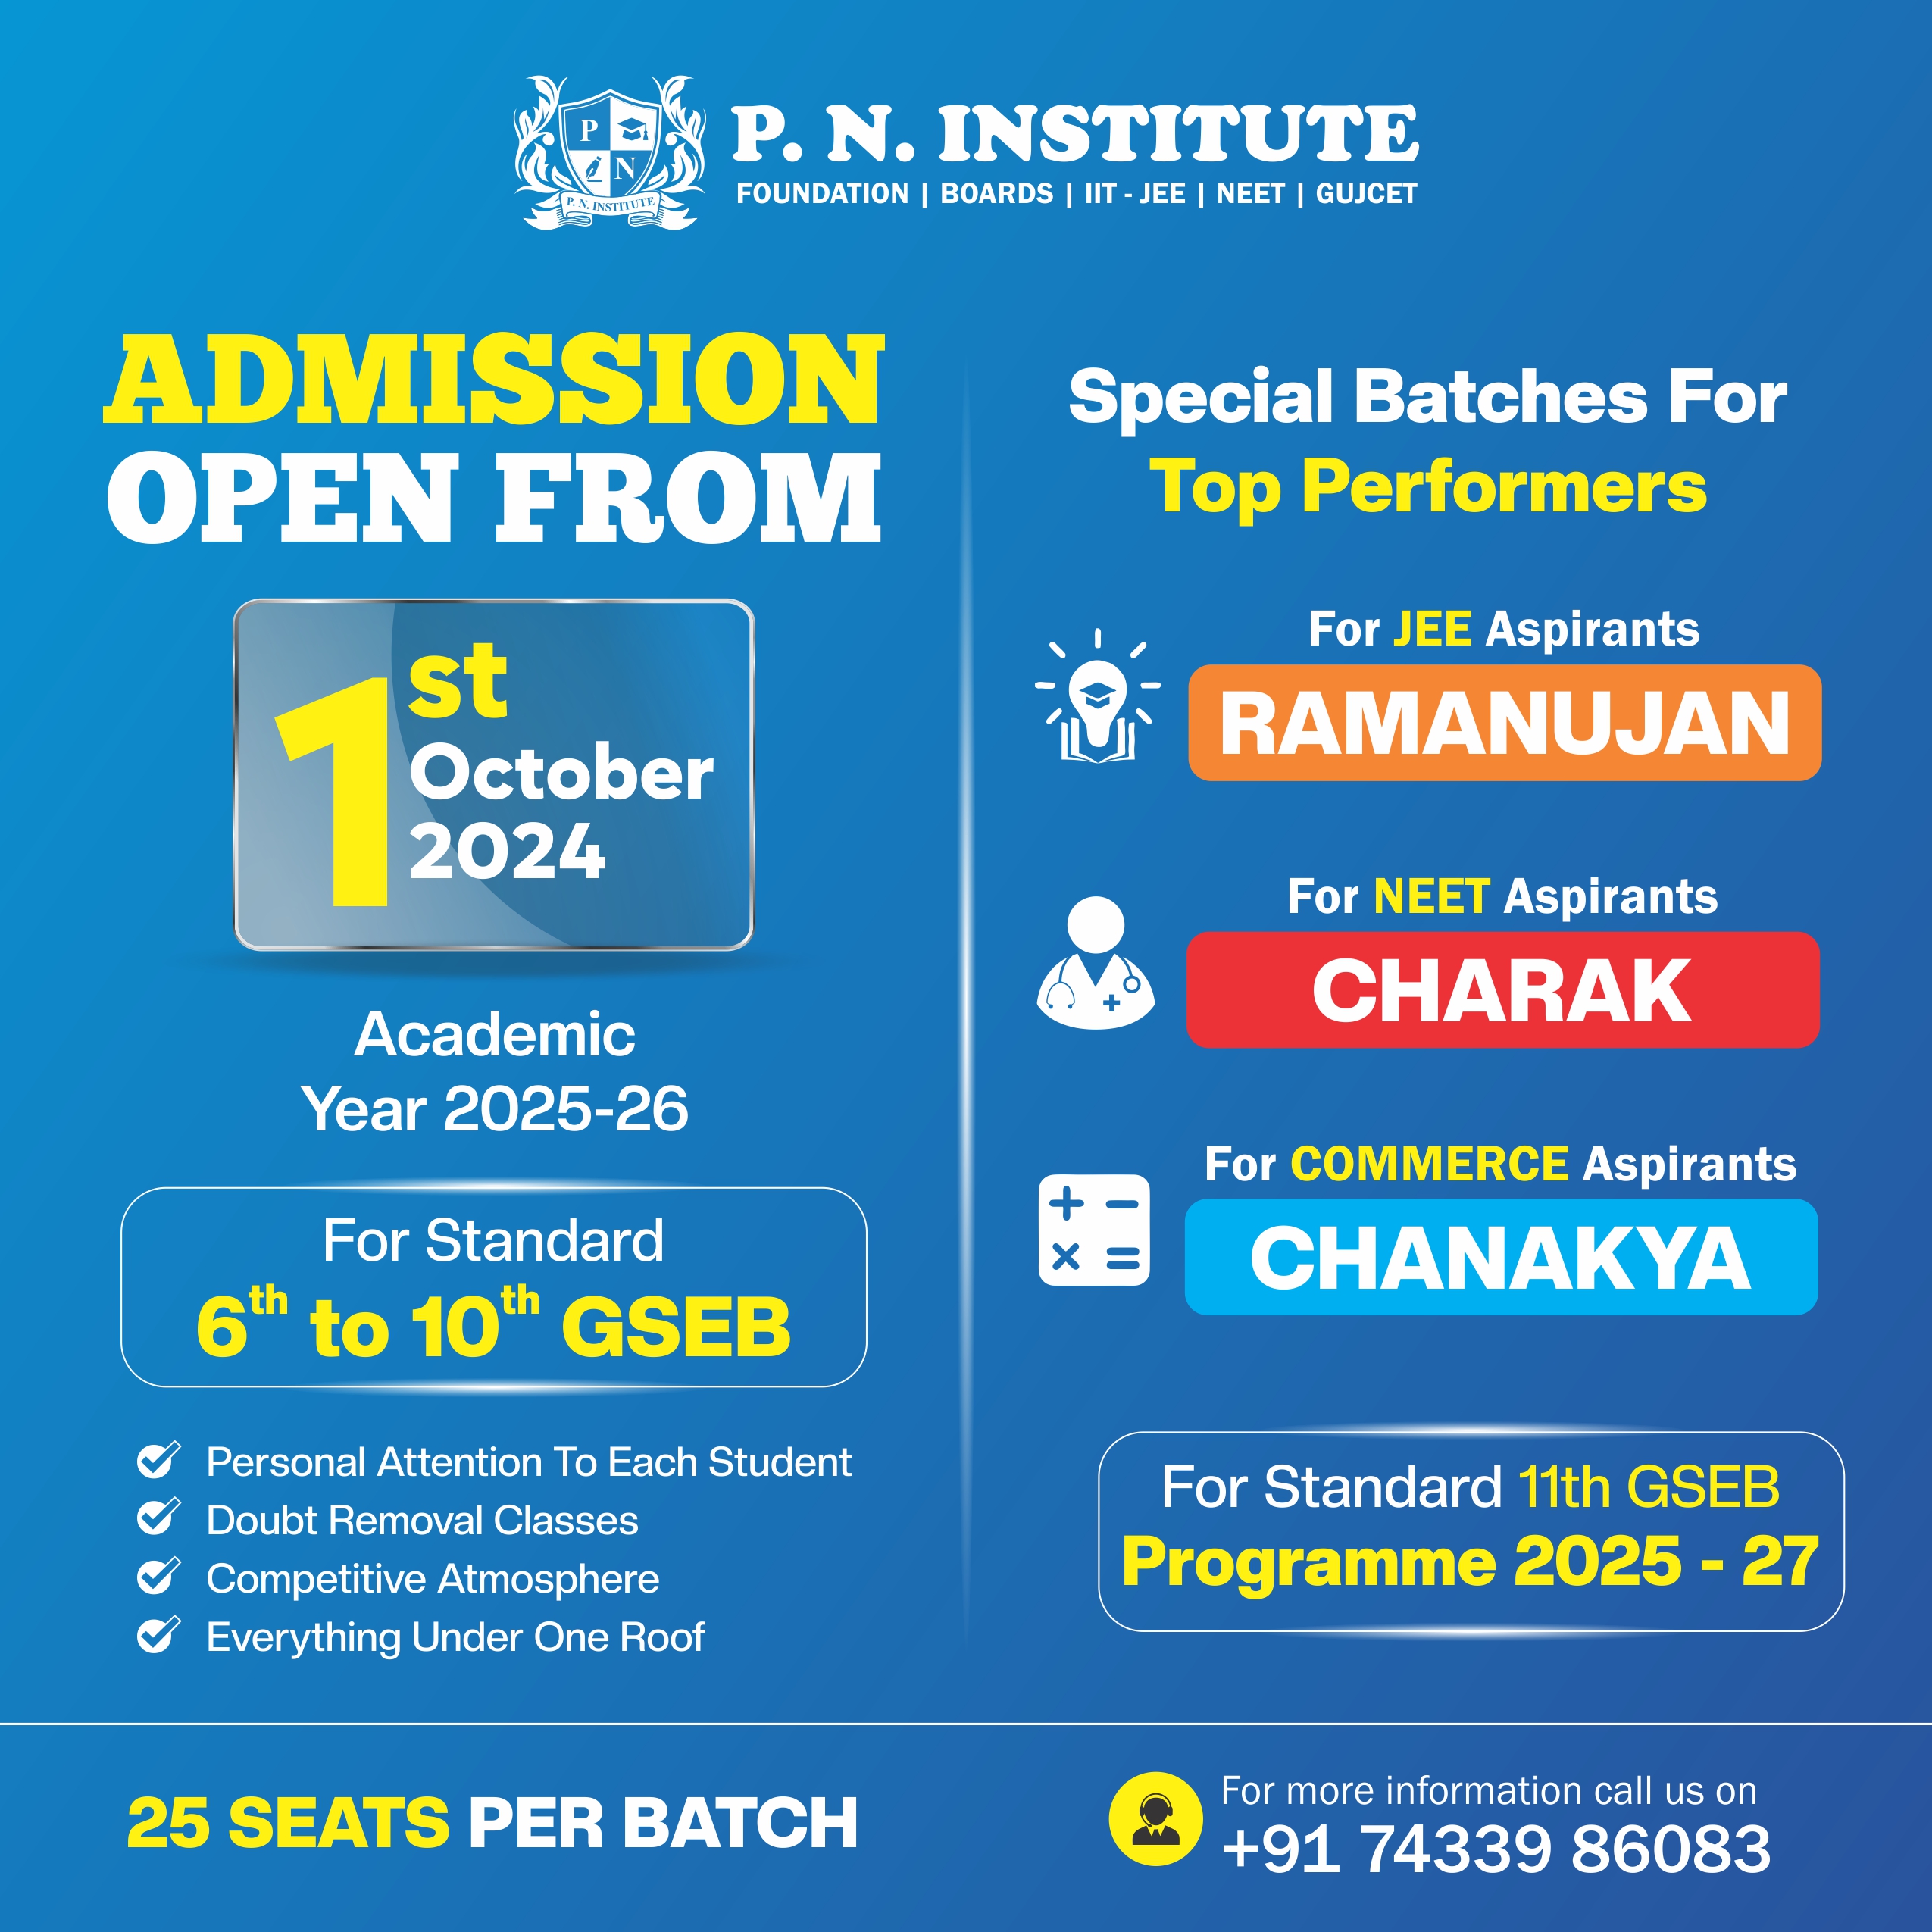 P
N
P. N. INSTITUTE
P. N. INSTITUTE
FOUNDATION | BOARDS | IIT - JEE | NEET | GUJCET
ADMISSION
OPEN FROM
1st
October
2024
Academic
Year 2025-26
For Standard
6th to 10th GSEB
Personal Attention To Each Student
Doubt Removal Classes
Competitive Atmosphere
Everything Under One Roof
Special Batches For
Top Performers
For JEE Aspirants
RAMANUJAN
For NEET Aspirants
CHARAK
For COMMERCE Aspirants
CHANAKYA
For Standard 11th GSEB
Programme 2025 - 27
25 SEATS PER BATCH
For more information call us on
+91 74339 86083